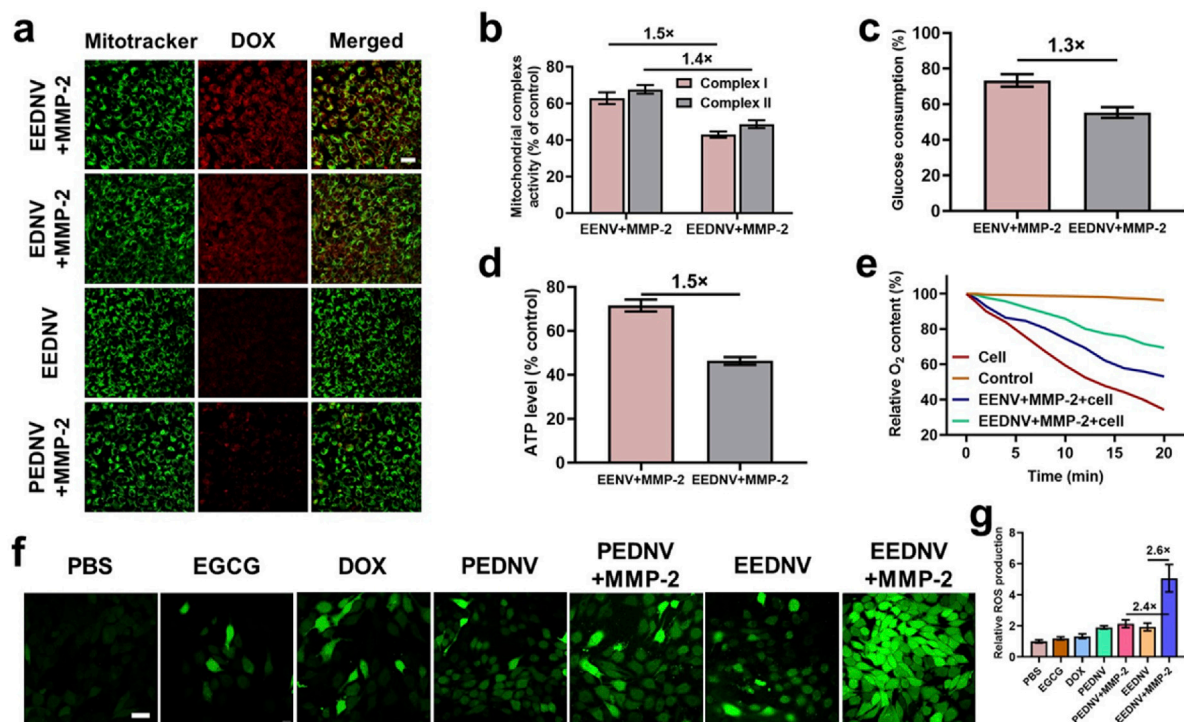 a
Mitotracker
DOX
Merged
EEDNV
+MMP-2
EDNV
+MMP-2
EEDNV
PEDNV
+MMP-2
b
Mitochondrial complexes
activity (% of control)
80
60
40
20
0
1.5×
1.4×
Complex I
Complex II
EENV+MMP-2
EEDNV+MMP-2
c
Glucose consumption (%)
100
80
60
40
20
0
1.3×
EENV+MMP-2
EEDNV+MMP-2
d
ATP level (% control)
80
60
40
20
0
1.5×
EENV+MMP-2
EEDNV+MMP-2
e
Relative O₂ content (%)
100
80
60
40
20
Cell
Control
EENV+MMP-2+cell
EEDNV+MMP-2+cell
0
5
10
15
20
Time (min)
f
PBS
EGCG
DOX
PEDNV
PEDNV
+MMP-2
EEDNV
EEDNV
+MMP-2
g
Relative ROS production
8
6
4
2
0
2.6×
2.4×
PBS
EGCG
DOX
PEDNV
PEDNV+MMP-2
EEDNV
EEDNV+MMP-2